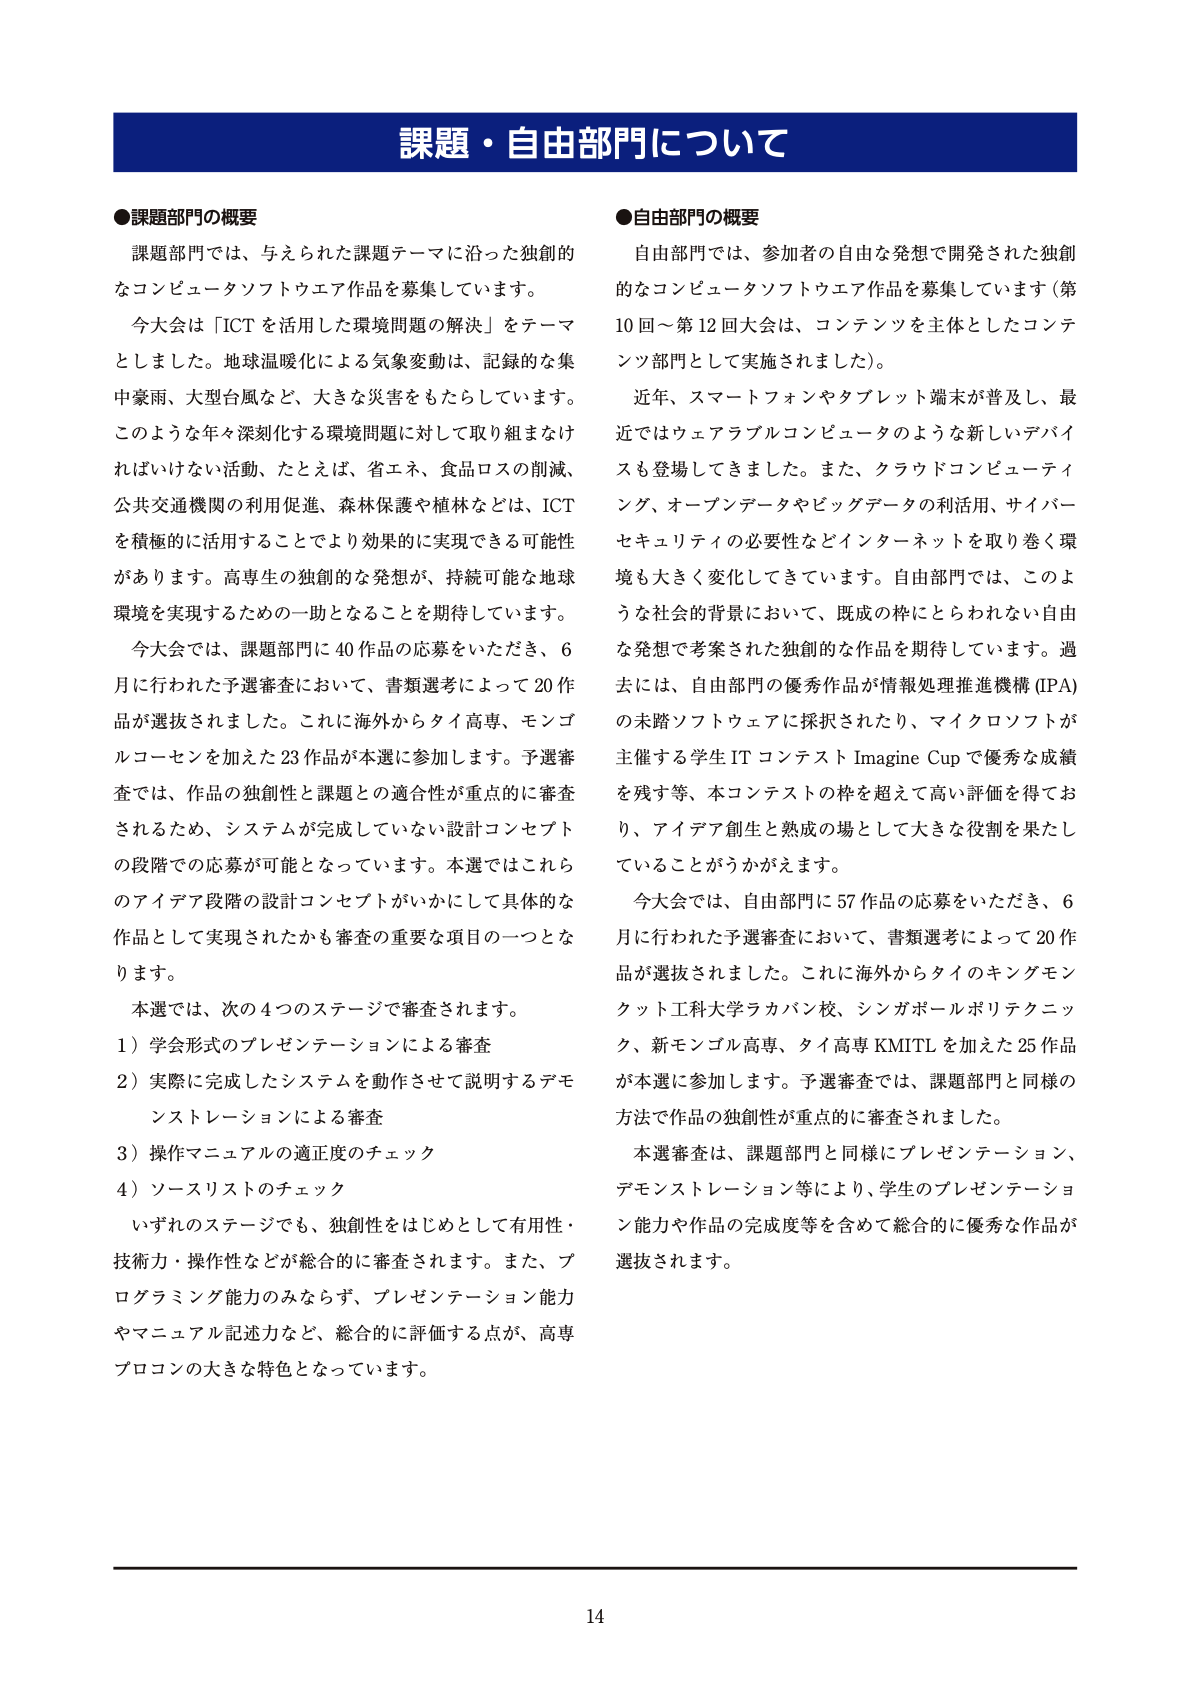 課題・自由部門について
●課題部門の概要
課題部門では、与えられた課題テーマに沿った独創的
なコンピュータソフトウエア作品を募集しています。
今大会は「ICT を活用した環境問題の解決」をテーマ
としました。地球温暖化による気象変動は、記録的な集
中豪雨、大型台風など、大きな災害をもたらしています。
このような年々深刻化する環境問題に対して取り組まなけ
ればいけない活動、たとえば、省エネ、食品ロスの削減、
公共交通機関の利用促進、森林保護や植林などは、ICT
を積極的に活用することでより効果的に実現できる可能性
があります。高専生の独創的な発想が、持続可能な地球
環境を実現するための一助となることを期待しています。
今大会では、課題部門に 40 作品の応募をいただき、6
月に行われた予選審査において、書類選考によって 20 作
品が選抜されました。これに海外からタイ高専、モンゴ
ルコーセンを加えた 23 作品が本選に参加します。予選審
査では、作品の独創性と課題との適合性が重点的に審査
されるため、システムが完成していない設計コンセプト
の段階での応募が可能となっています。本選ではこれら
のアイデア段階の設計コンセプトがいかにして具体的な
作品として実現されたかも審査の重要な項目の一つとな
ります。
本選では、次の４つのステージで審査されます。
１）学会形式のプレゼンテーションによる審査
２）実際に完成したシステムを動作させて説明するデモ
ンストレーションによる審査
３）操作マニュアルの適正度のチェック
４）ソースリストのチェック
いずれのステージでも、独創性をはじめとして有用性・
技術力・操作性などが総合的に審査されます。また、プ
ログラミング能力のみならず、プレゼンテーション能力
やマニュアル記述力など、総合的に評価する点が、高専
プロコンの大きな特色となっています。
●自由部門の概要
自由部門では、参加者の自由な発想で開発された独創
的なコンピュータソフトウエア作品を募集しています（第
10 回～第 12 回大会は、コンテンツを主体としたコンテ
ンツ部門として実施されました）。
近年、スマートフォンやタブレット端末が普及し、最
近ではウェアラブルコンピュータのような新しいデバイ
スも登場してきました。また、クラウドコンピューティ
ング、オープンデータやビッグデータの利活用、サイバー
セキュリティの必要性などインターネットを取り巻く環
境も大きく変化してきています。自由部門では、このよ
うな社会的背景において、既成の枠にとらわれない自由
な発想で考案された独創的な作品を期待しています。過
去には、自由部門の優秀作品が情報処理推進機構 (IPA)
の未踏ソフトウェアに採択されたり、マイクロソフトが
主催する学生 IT コンテスト Imagine Cup で優秀な成績
を残す等、本コンテストの枠を超えて高い評価を得てお
り、アイデア創生と熟成の場として大きな役割を果たし
ていることがうかがえます。
今大会では、自由部門に 57 作品の応募をいただき、6
月に行われた予選審査において、書類選考によって 20 作
品が選抜されました。これに海外からタイのキングモン
クット工科大学ラカバン校、シンガポールポリテクニッ
ク、新モンゴル高専、タイ高専 KMITL を加えた 25 作品
が本選に参加します。予選審査では、課題部門と同様の
方法で作品の独創性が重点的に審査されました。
本選審査は、課題部門と同様にプレゼンテーション、
デモンストレーション等により、学生のプレゼンテーショ
ン能力や作品の完成度等を含めて総合的に優秀な作品が
選抜されます。
14